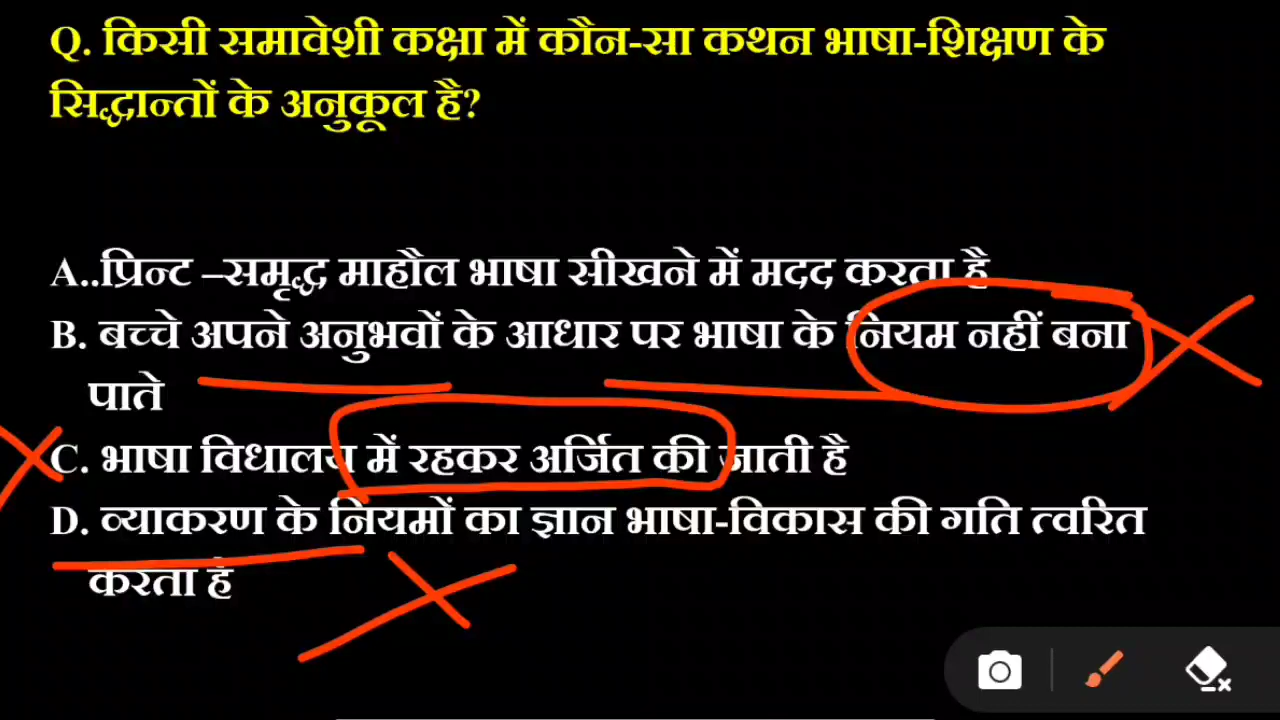 Q. किसी समावेशी कक्षा में कौन-सा कथन भाषा-शिक्षण के
सिद्धान्तों के अनुकूल है?
A..प्रिन्ट –समृद्ध माहौल भाषा सीखने में मदद करता है
B. बच्चे अपने अनुभवों के आधार पर भाषा के नियम नहीं बना
पाते
C. भाषा विधालय में रहकर अर्जित की जाती है
D. व्याकरण के नियमों का ज्ञान भाषा-विकास की गति त्वरित
करता है